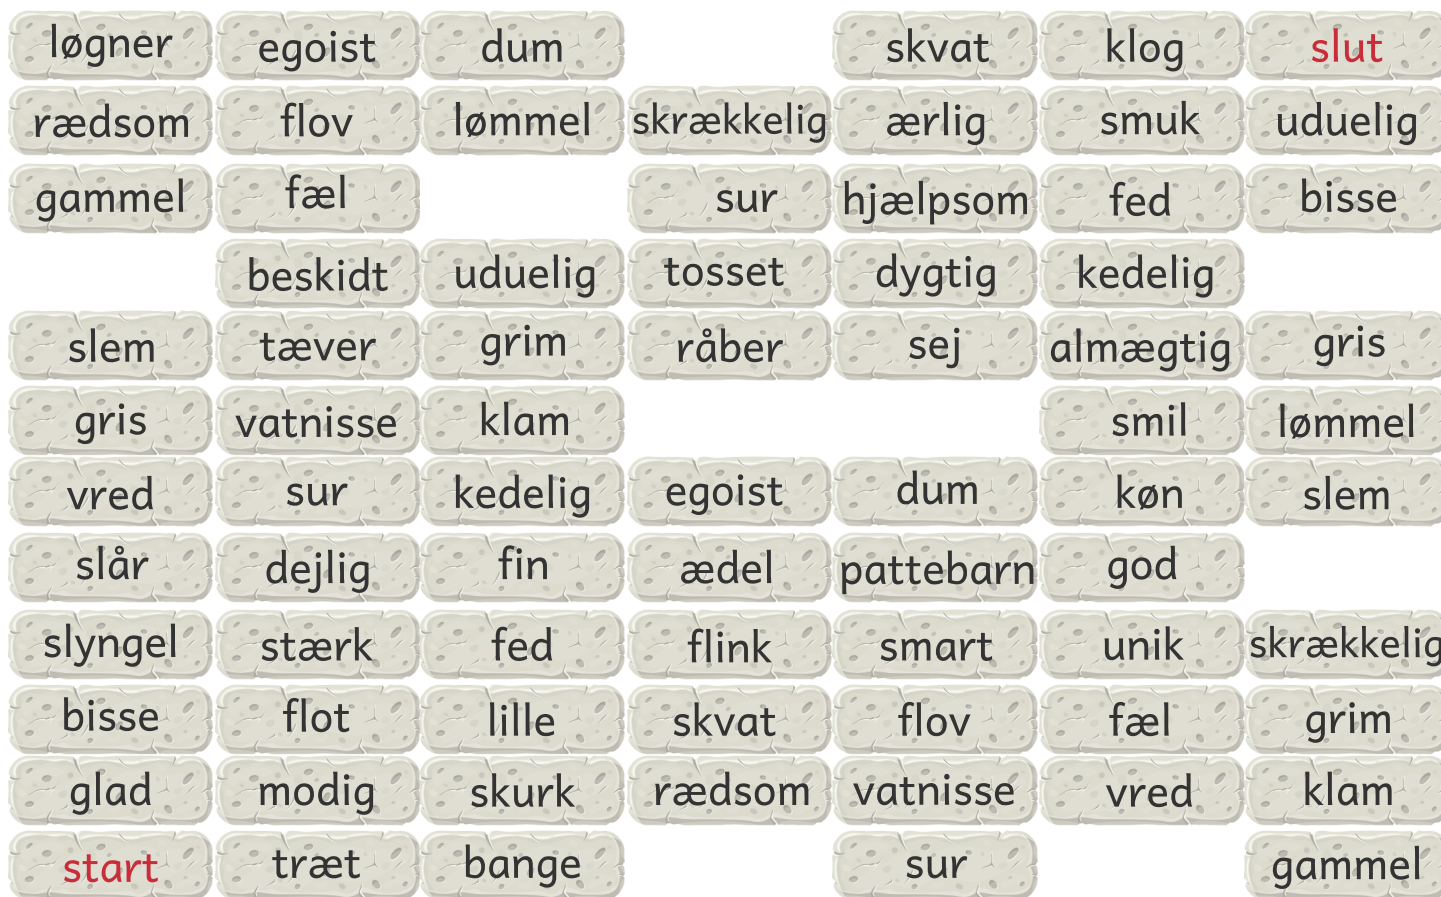 løgner egoist dum skvat klog slut
rædsom flov lømmel skrækkelig ærlig smuk uduelig
gammel fæl sur hjælpsom fed bisse
beskidt uduelig tosset dygtig kedelig
slem tæver grim råber sej almægtig gris
gris vatnisse klam smil lømmel
vred sur kedelig egoist dum køn slem
slår dejlig fin ædel pattebarn god
slyngel stærk fed flink smart unik skrækkelig
bisse flot lille skvat flov fæl grim
glad modig skurk rædsom vatnisse vred klam
start træt bange sur gammel